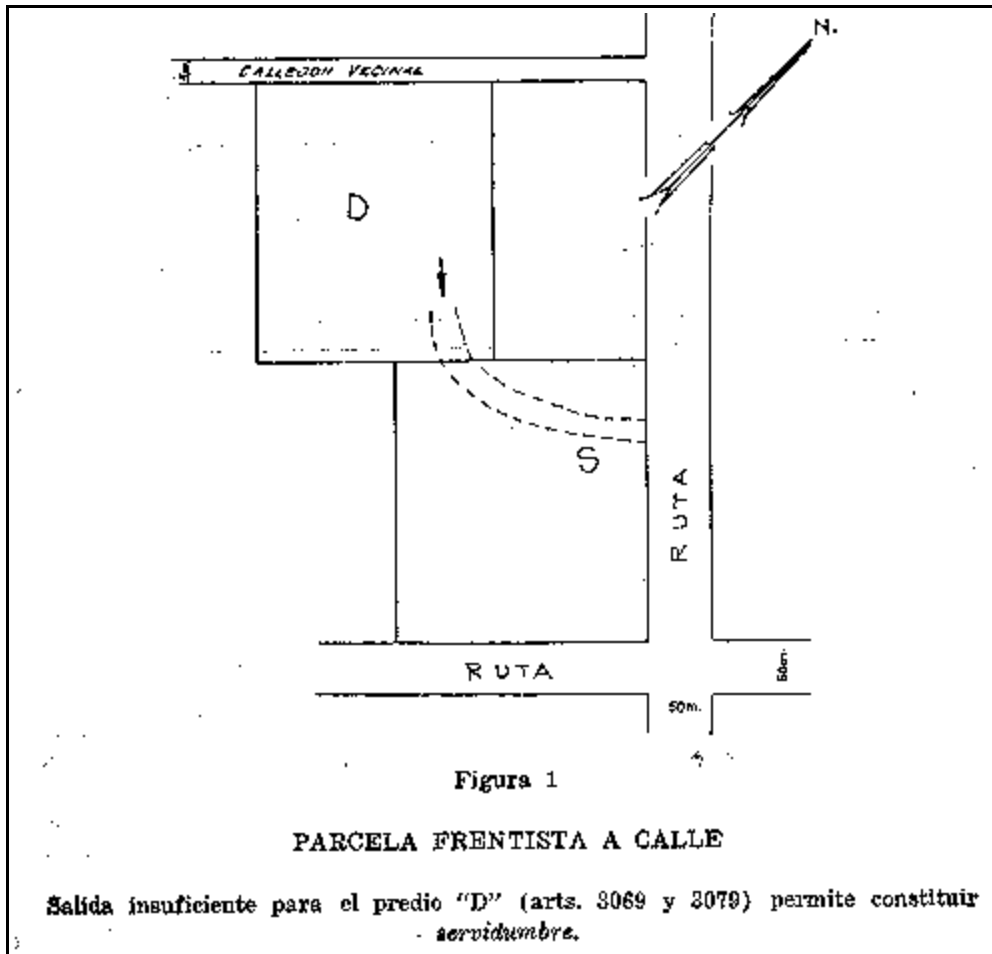 N.
CALLEJON VECINAL
D
S
RUTA
RUTA
50m.
50m.
Figura 1
PARCELA FRENTISTA A CALLE
Salida insuficiente para el predio "D" (arts. 3069 y 3079) permite constituir
servidumbre.